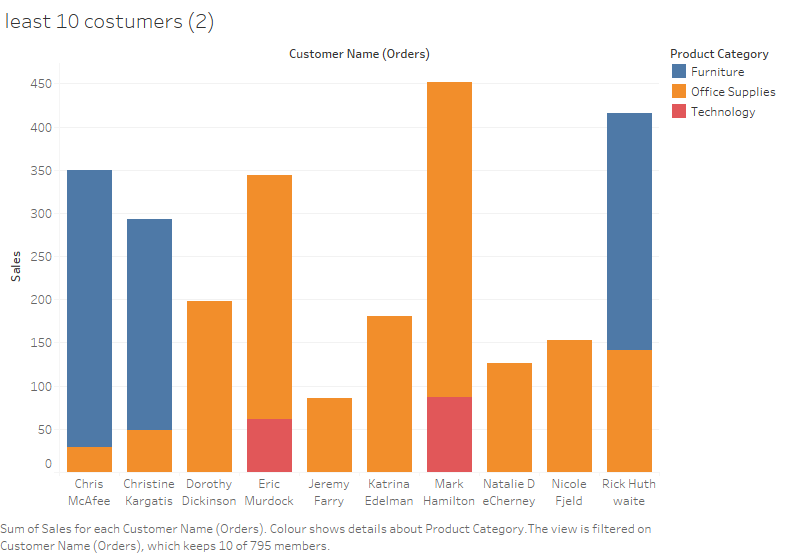 least 10 costumers (2)
Customer Name (Orders)
Product Category
Furniture
Office Supplies
Technology
Sales
450
400
350
300
250
200
150
100
50
0
Chris
McAfee
Christine
Kargatis
Dorothy
Dickinson
Eric
Murdock
Jeremy
Farry
Katrina
Edelman
Mark
Hamilton
Natalie D
eCherney
Nicole
Fjeld
Rick Huth
waite
Sum of Sales for each Customer Name (Orders). Colour shows details about Product Category.The view is filtered on
Customer Name (Orders), which keeps 10 of 795 members.